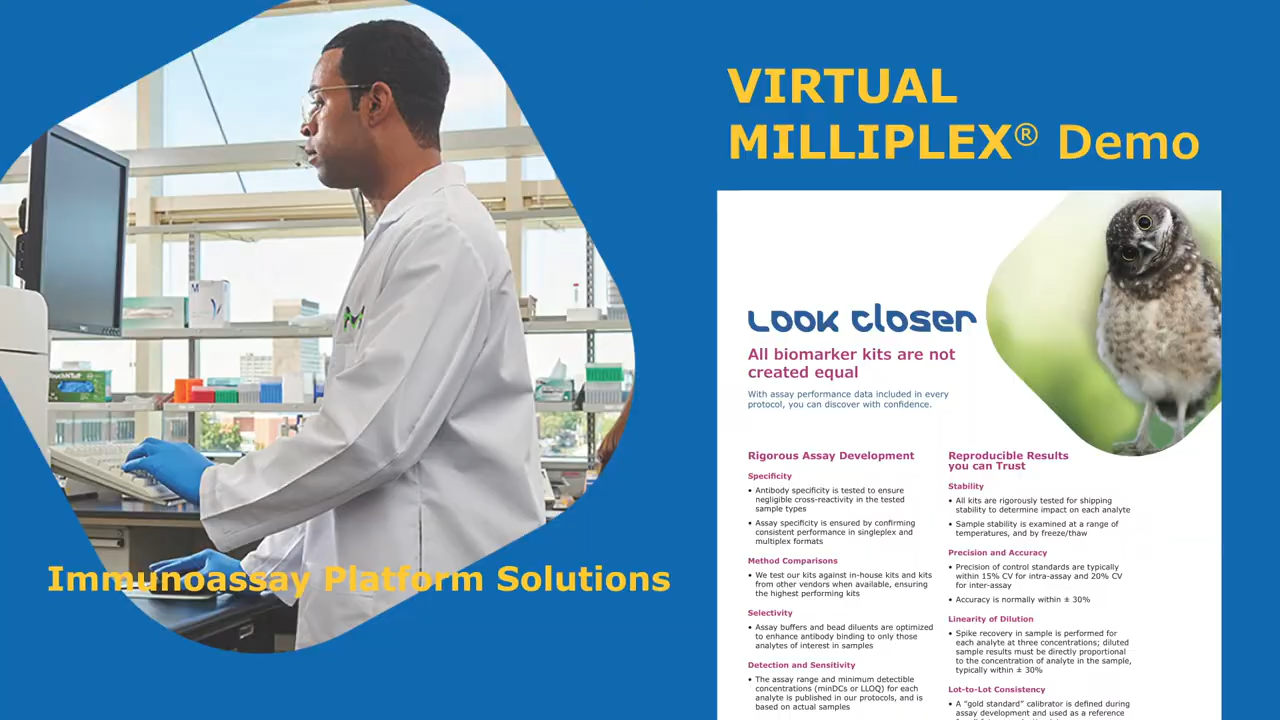 VIRTUAL
MILLIPLEX® Demo
Immunoassay Platform Solutions
Look closer
All biomarker kits are not
created equal
With assay performance data included in every
protocol, you can discover with confidence.
Rigorous Assay Development
Specificity
• Antibody specificity is tested to ensure
negligible cross-reactivity in the tested
sample types
• Assay specificity is ensured by confirming
consistent performance in singleplex and
multiplex formats
Method Comparisons
• We test our kits against in-house kits and kits
from other vendors when available, ensuring
the highest performing kits
Selectivity
• Assay buffers and bead diluents are optimized
to enhance antibody binding to only those
analytes of interest in samples
Detection and Sensitivity
• The assay range and minimum detectible
concentrations (minDCs or LLOQ) for each
analyte is published in our protocols, and is
based on actual samples
Reproducible Results
you can Trust
Stability
• All kits are rigorously tested for shipping
stability to determine impact on each analyte
• Sample stability is examined at a range of
temperatures, and by freeze/thaw
Precision and Accuracy
• Precision of control standards are typically
within 15% CV for intra-assay and 20% CV
for inter-assay
• Accuracy is normally within ± 30%
Linearity of Dilution
• Spike recovery in sample is performed for
each analyte at three concentrations; diluted
sample results must be directly proportional
to the concentration of analyte in the sample,
typically within ± 30%
Lot-to-Lot Consistency
• A “gold standard” calibrator is defined during
assay development and used as a reference